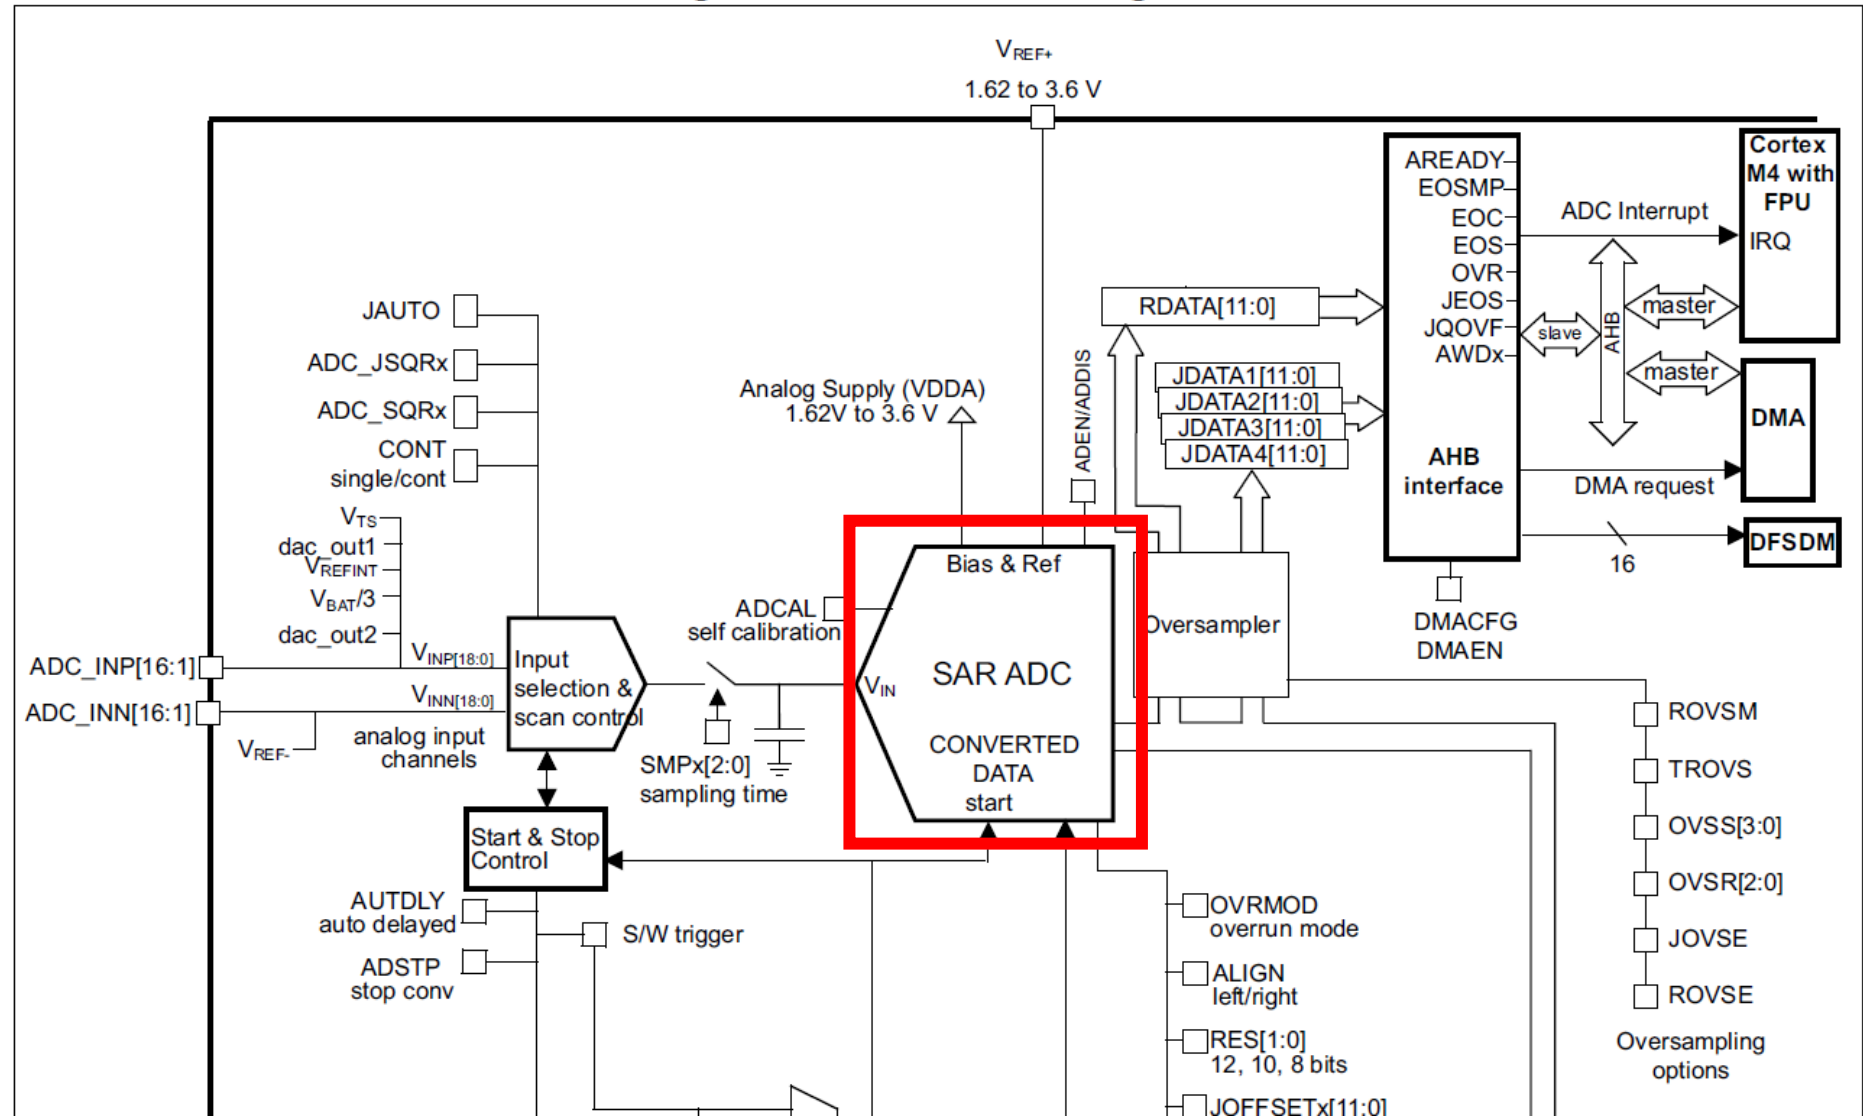 VREF+
1.62 to 3.6 V
Cortex
M4 with
FPU
IRQ
AREADY
EOSMP
EOC
EOS
OVR
JEOS
JQOVF
AWDx
AHB
interface
ADC Interrupt
slave
AHB
master
master
DMA
DMA request
16
DFSDM
DMACFG
DMAEN
RDATA[11:0]
JDATA1[11:0]
JDATA2[11:0]
JDATA3[11:0]
JDATA4[11:0]
JAUTO
ADC_JSQRx
ADC_SQRx
CONT
single/cont
Analog Supply (VDDA)
1.62V to 3.6 V
ADEN/ADDIS
VTS
dac_out1
VREFINT
VBAT/3
dac_out2
ADC_INP[16:1]
VINP[18:0]
ADC_INN[16:1]
VINN[18:0]
VREF-
analog input
channels
Input
selection &
scan control
SMPx[2:0]
sampling time
ADCAL
self calibration
Bias & Ref
VIN
SAR ADC
CONVERTED
DATA
start
Oversampler
Start & Stop
Control
AUTDLY
auto delayed
ADSTP
stop conv
S/W trigger
OVRMOD
overrun mode
ALIGN
left/right
RES[1:0]
12, 10, 8 bits
JOFFSETx[11:0]
ROVSM
TROVS
OVSS[3:0]
OVSR[2:0]
JOVSE
ROVSE
Oversampling
options